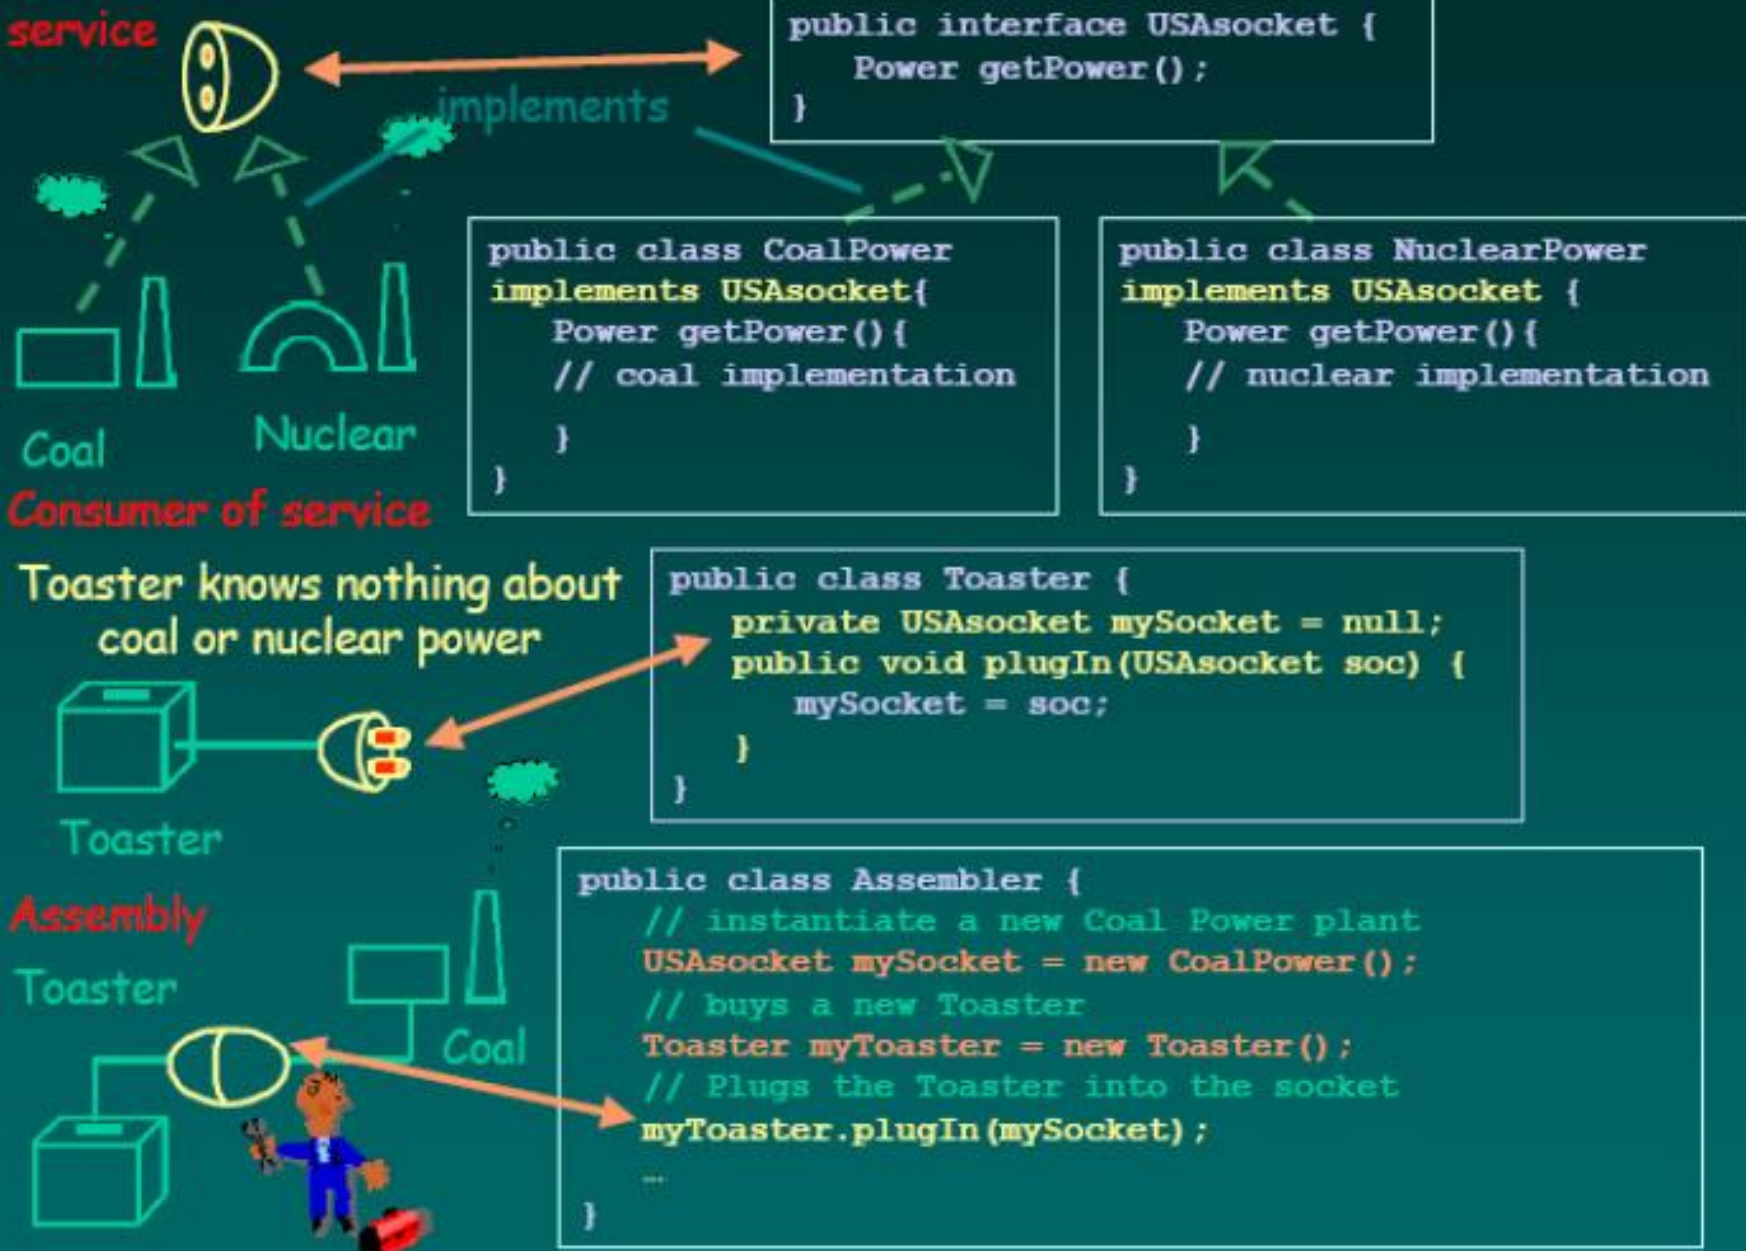 service
public interface USAsocket {
Power getPower();
}
implements
public class CoalPower
implements USAsocket{
Power getPower(){
// coal implementation
}
}
public class NuclearPower
implements USAsocket {
Power getPower(){
// nuclear implementation
}
}
Coal
Nuclear
Consumer of service
Toaster knows nothing about
coal or nuclear power
public class Toaster {
private USAsocket mySocket = null;
public void plugIn(USAsocket soc) {
mySocket = soc;
}
}
Toaster
Assembly
Toaster
Coal
public class Assembler {
// instantiate a new Coal Power plant
USAsocket mySocket = new CoalPower();
// buys a new Toaster
Toaster myToaster = new Toaster();
// Plugs the Toaster into the socket
myToaster.plugIn(mySocket);
…
}